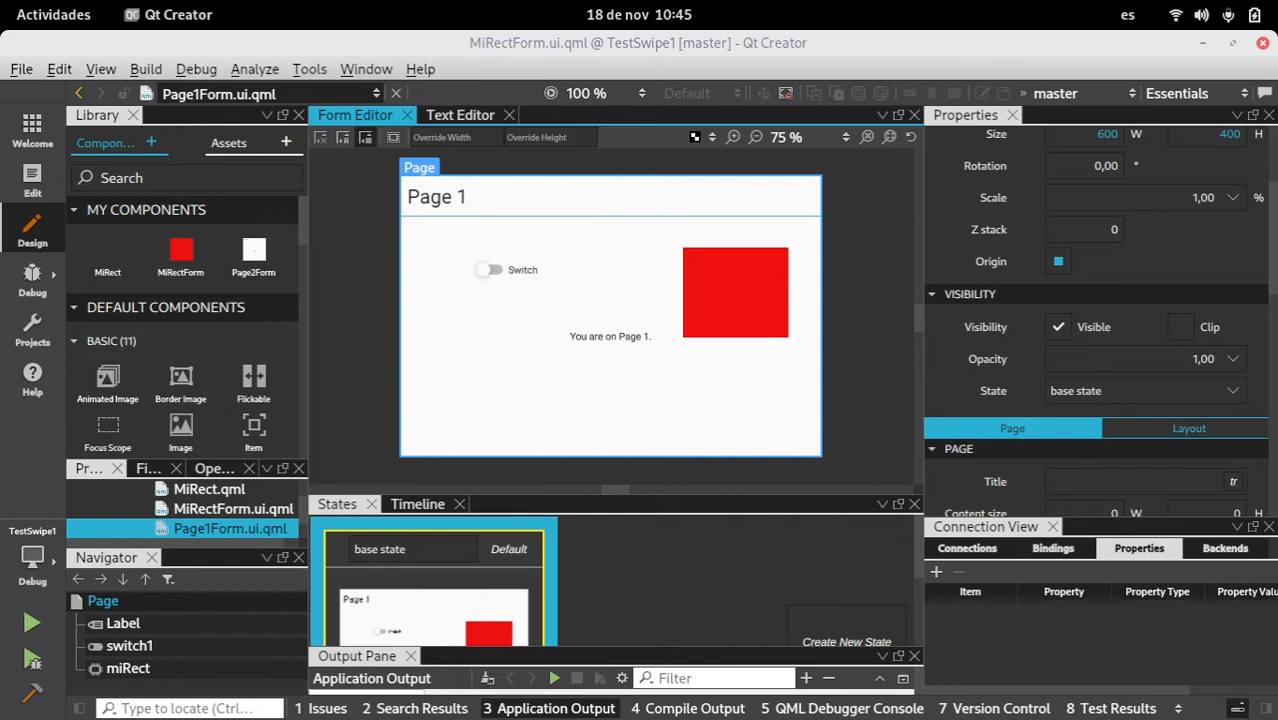 Actividades
Qt Creator
18 de nov 10:45
es
MiRectForm.ui.qml @ TestSwipe1 [master] - Qt Creator
File Edit View Build Debug Analyze Tools Window Help
Page1Form.ui.qml
100 %
Default
master
Essentials
Welcome
Edit
Design
Debug
Projects
Help
TestSwipe1
Debug
Library
Compon...
Assets
Search
MY COMPONENTS
MiRect
MiRectForm
Page2Form
DEFAULT COMPONENTS
BASIC (11)
Animated Image
Border Image
Flickable
Focus Scope
Image
Item
Pr...
Fi...
Ope...
MiRect.qml
MiRectForm.ui.qml
Page1Form.ui.qml
Navigator
Page
Label
switch1
miRect
Form Editor
Text Editor
Override Width
Override Height
75 %
Page
Page 1
Switch
You are on Page 1.
States
Timeline
base state
Default
Page 1
Create New State
Output Pane
Application Output
Filter
Properties
Size 600 W 400 H
Rotation 0,00 °
Scale 1,00 %
Z stack 0
Origin
VISIBILITY
Visibility Visible Clip
Opacity 1,00
State base state
Page Layout
PAGE
Title tr
Content size 0 W 0 H
Connection View
Connections Bindings Properties Backends
Item Property Property Type Property Valu
Type to locate (Ctrl...
1 Issues 2 Search Results 3 Application Output 4 Compile Output 5 QML Debugger Console 7 Version Control 8 Test Results